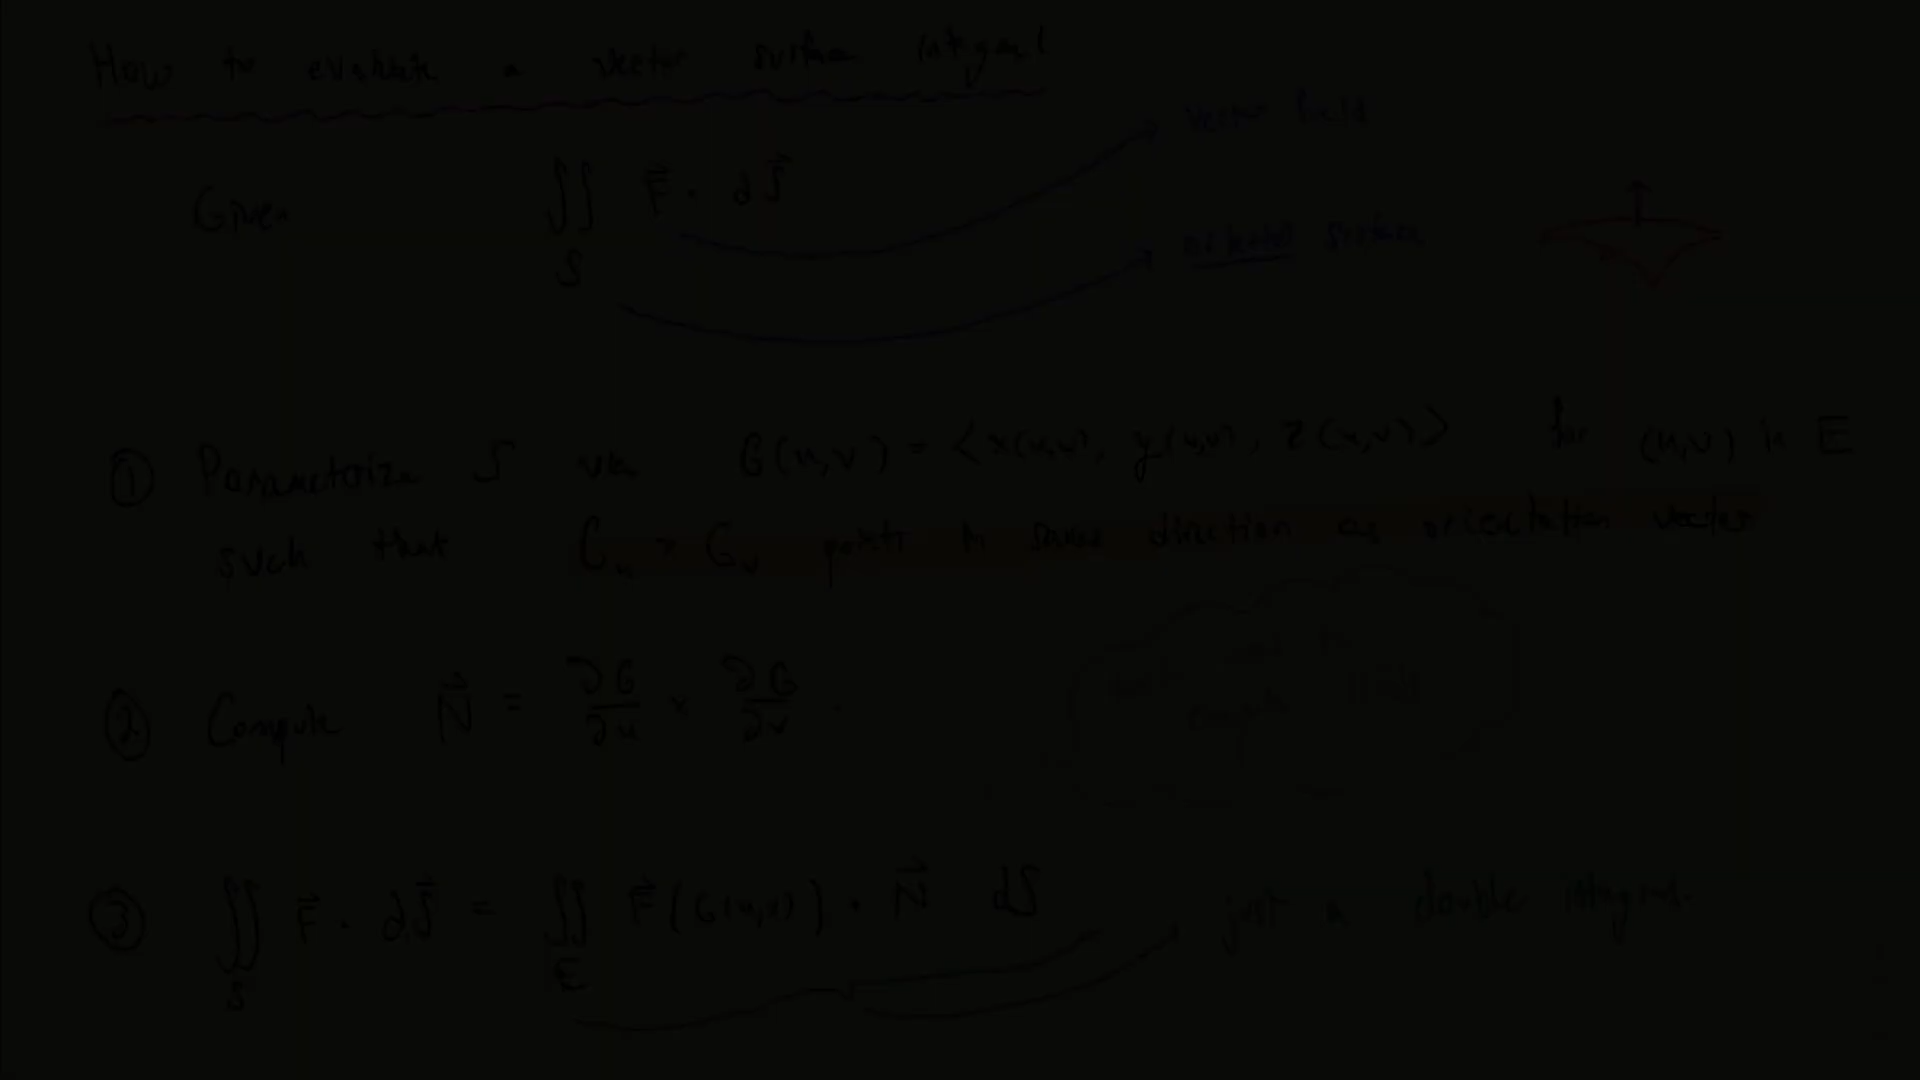 How to evaluate a vector surface integral
vector field
Given ∬_S F⃗ · dS⃗
oriented surface
① Parametrize S via G(u,v) = ⟨x(u,v), y(u,v), z(u,v)⟩ for (u,v) in E
such that G_u × G_v points in same direction as orientation vector
② Compute N⃗ = ∂G/∂u × ∂G/∂v .
③ ∬_S F⃗ · dS⃗ = ∬_E F⃗(G(u,v)) · N⃗ dS
just a double integral.